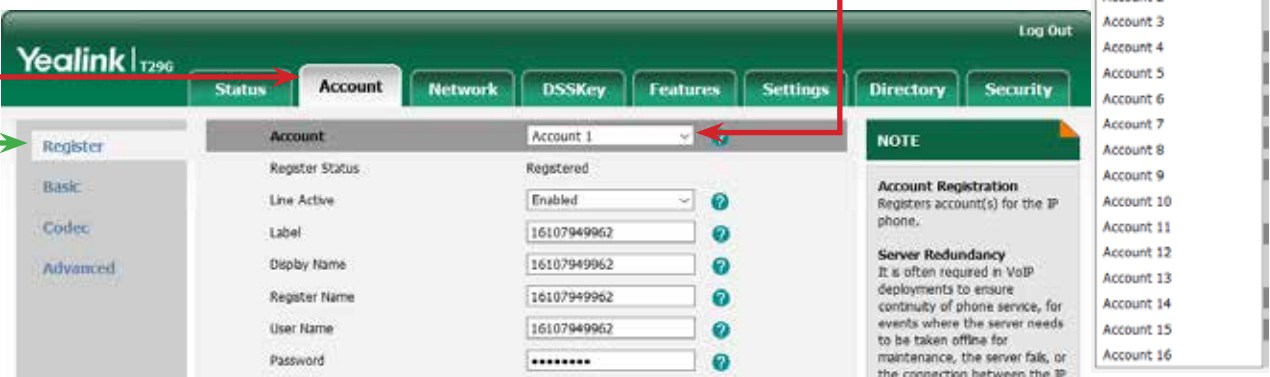 Log Out
Yealink | T29G
Status Account Network DSSKey Features Settings Directory Security
Register
Basic
Codec
Advanced
Account Account 1
Register Status Registered
Line Active Enabled
Label 16107949962
Display Name 16107949962
Register Name 16107949962
User Name 16107949962
Password ••••••••
NOTE
Account Registration
Registers account(s) for the IP
phone.
Server Redundancy
It is often required in VoIP
deployments to ensure
continuity of phone service, for
events where the server needs
to be taken offline for
maintenance, the server fails, or
the connection between the IP
Account 3
Account 4
Account 5
Account 6
Account 7
Account 8
Account 9
Account 10
Account 11
Account 12
Account 13
Account 14
Account 15
Account 16